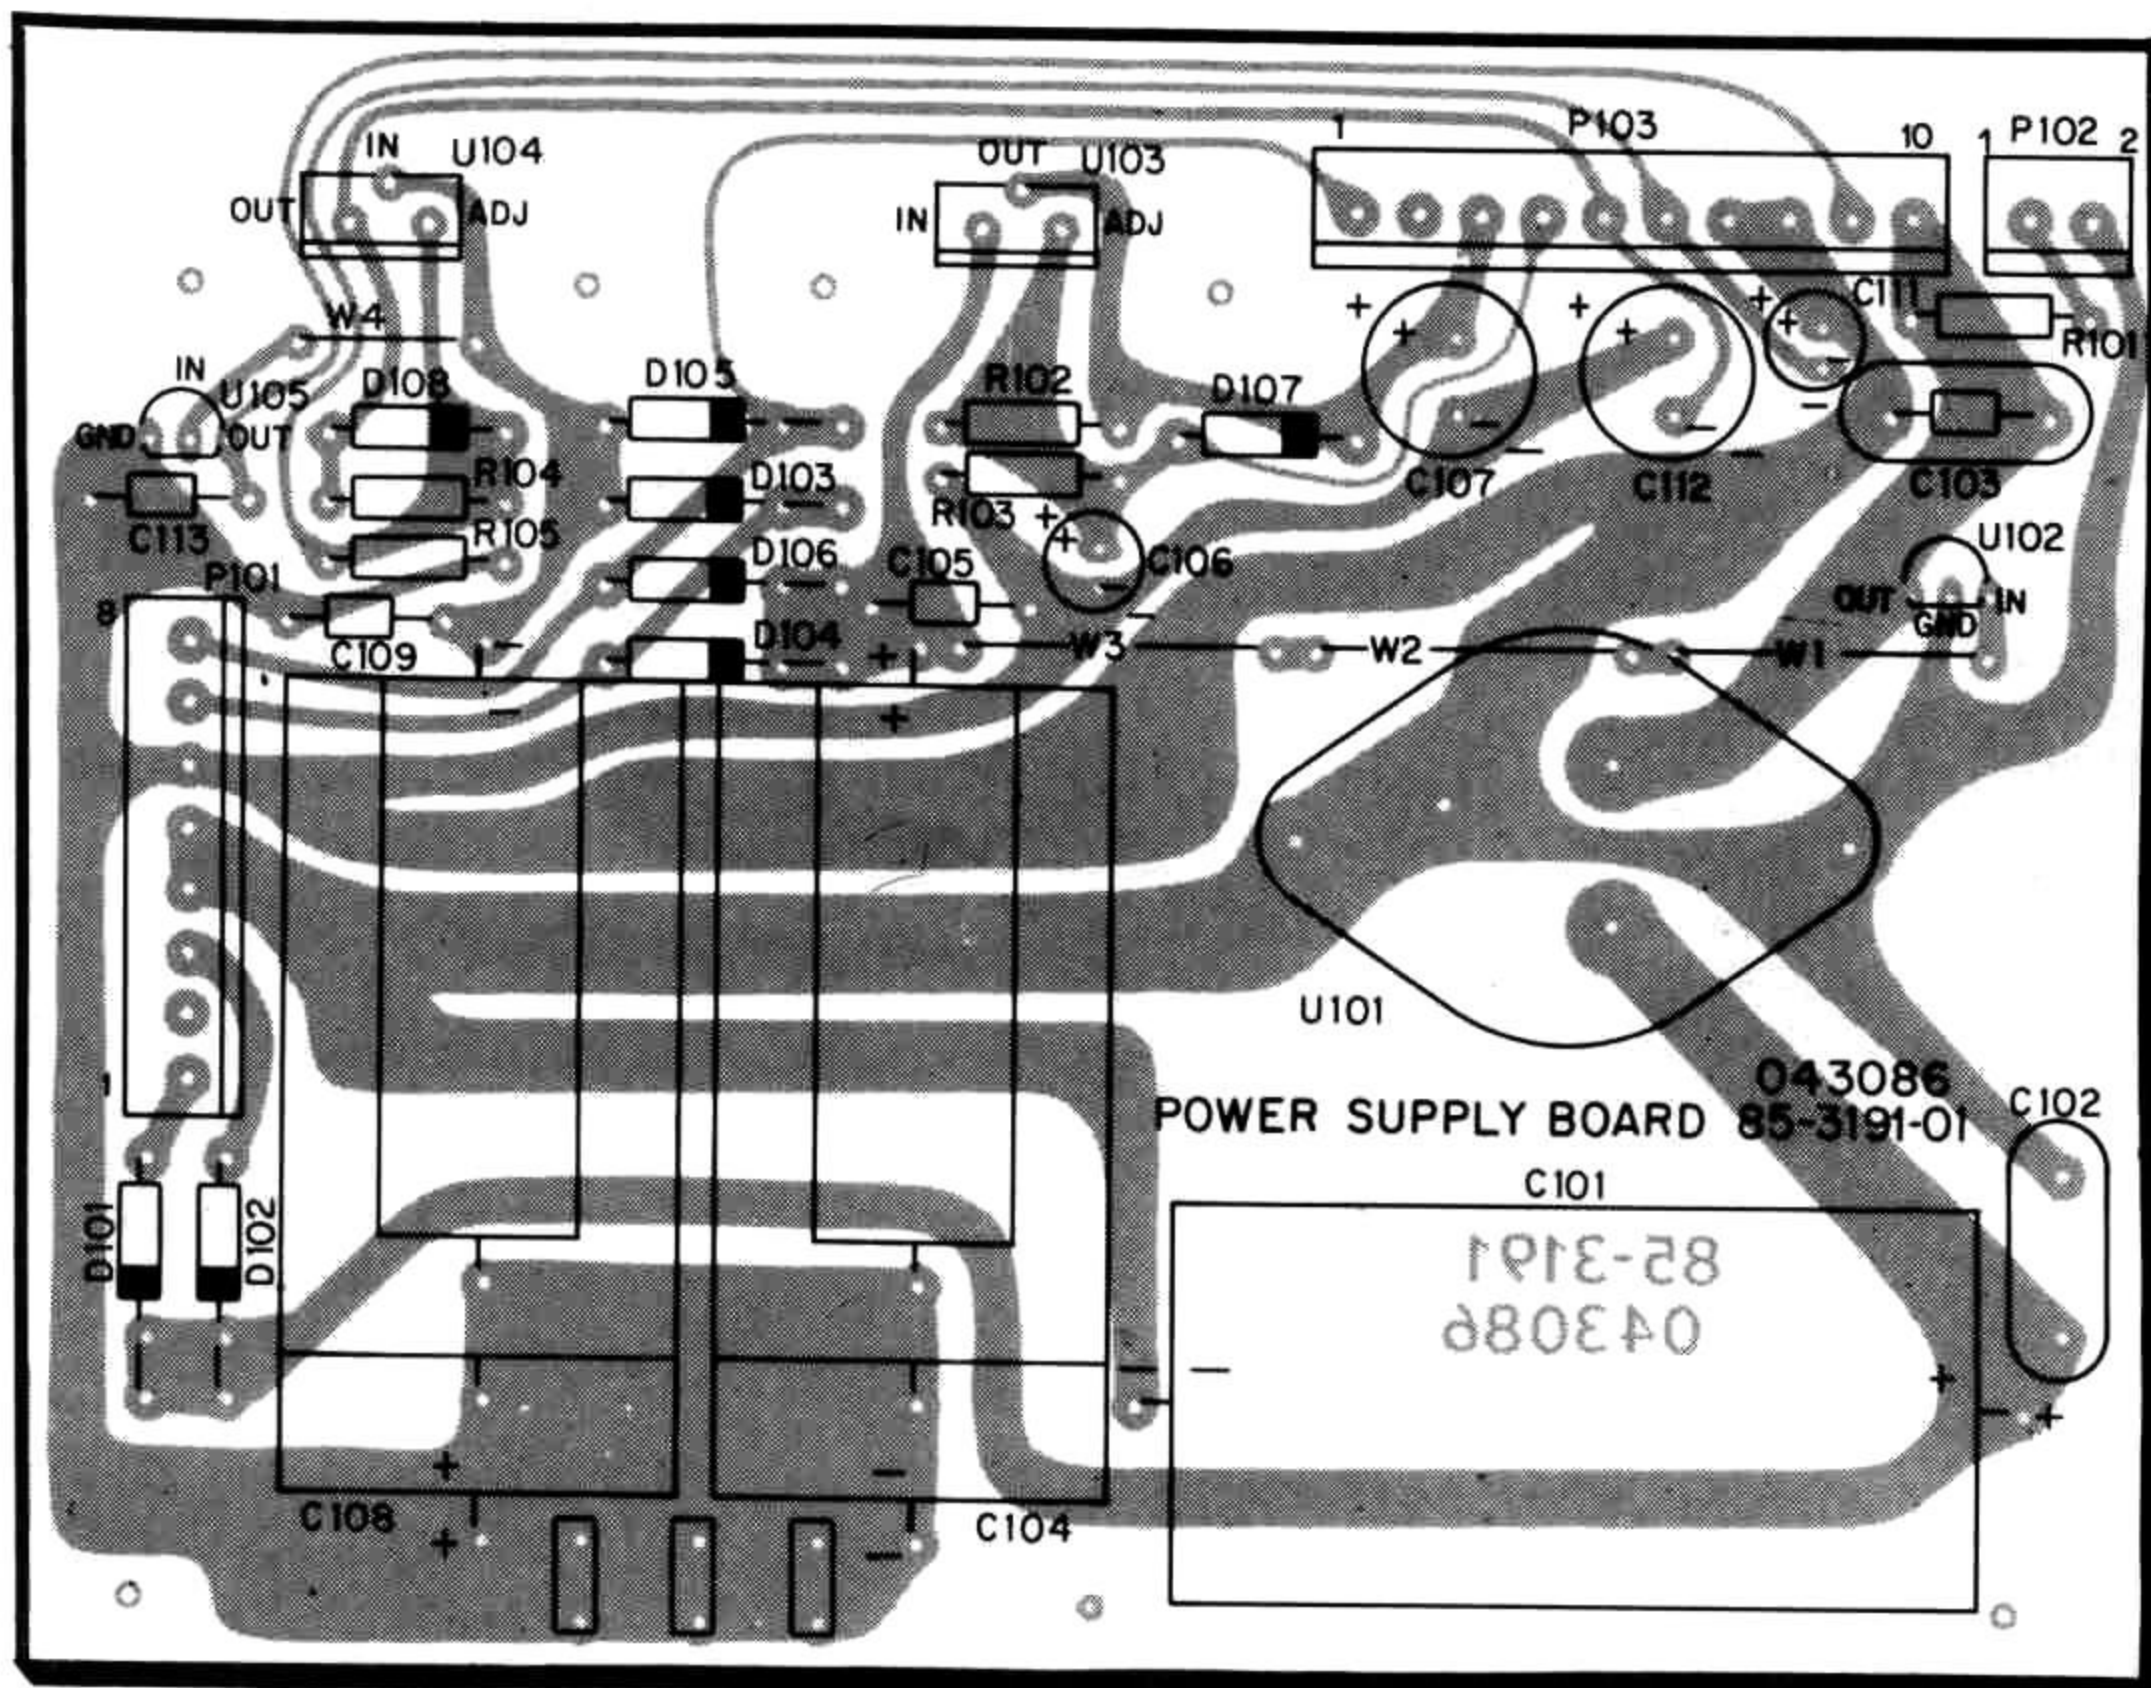 P103
1
10
1 P102 2
IN
U104
OUT
ADJ
OUT U103
IN
ADJ
W4
C111
R101
IN
U105
GND
OUT
D108
D105
R102
D107
C107
C112
C103
R104
D103
R103
C113
R105
D106
C105
C106
U102
OUT
IN
GND
P101
8
C109
D104
W3
W2
W1
U101
1
043086
POWER SUPPLY BOARD 85-3191-01
C102
D101
D102
C101
85-3191
043086
C108
C104
+
+
+
+
+
+
+
+
+
+
+
+
+
+
-
-
-
-
-
-
-
-
-
-
-
-
-
-